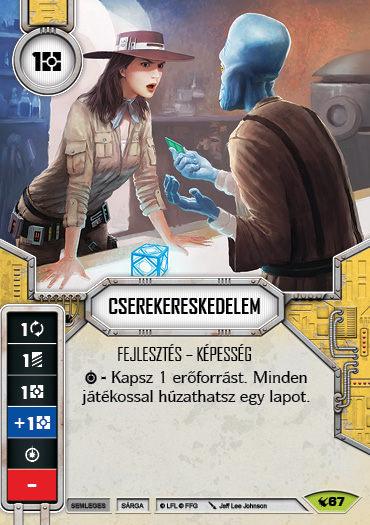 1
CSEREKERESKEDELEM
FEJLESZTÉS – KÉPESSÉG
- Kapsz 1 erőforrást. Minden
játékossal húzathatsz egy lapot.
1
1
1
+1
–
SEMLEGES
SÁRGA
© LFL © FFG
Jeff Lee Johnson
87